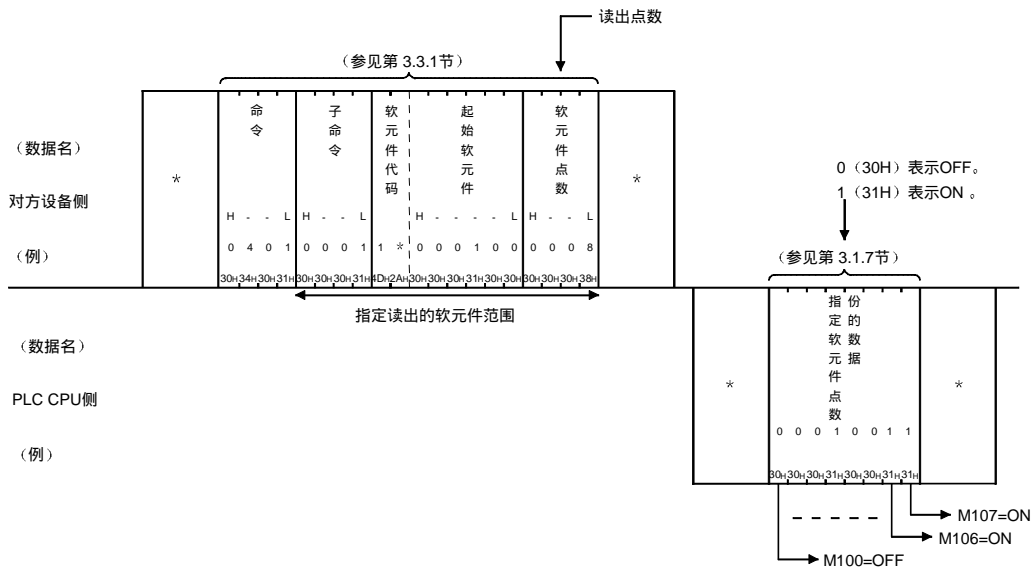 读出点数
（参见第 3.3.1节）
命令
子命令
软元件代码
起始软元件
软元件点数
（数据名）
对方设备侧
（例）
*
*
H - - L
H - - L
H - - - - L
H - - L
0 4 0 1
0 0 0 1
1 *
0 0 0 1 0 0
0 0 0 8
30H 34H 30H 31H
30H 30H 30H 31H
4DH 2AH
30H 30H 30H 31H 30H 30H
30H 30H 30H 38H
指定读出的软元件范围
0（30H）表示OFF。
1（31H）表示ON 。
（参见第 3.1.7节）
（数据名）
PLC CPU侧
（例）
*
指定软元件点数
份的数据
*
0 0 0 1 0 0 1 1
30H 30H 30H 31H 30H 30H 31H 31H
M107=ON
M106=ON
M100=OFF